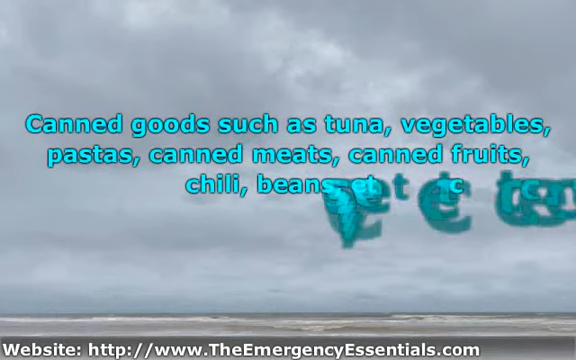 Canned goods such as tuna, vegetables,
pastas, canned meats, canned fruits,
chili, beans,
Website: http://www.TheEmergencyEssentials.com